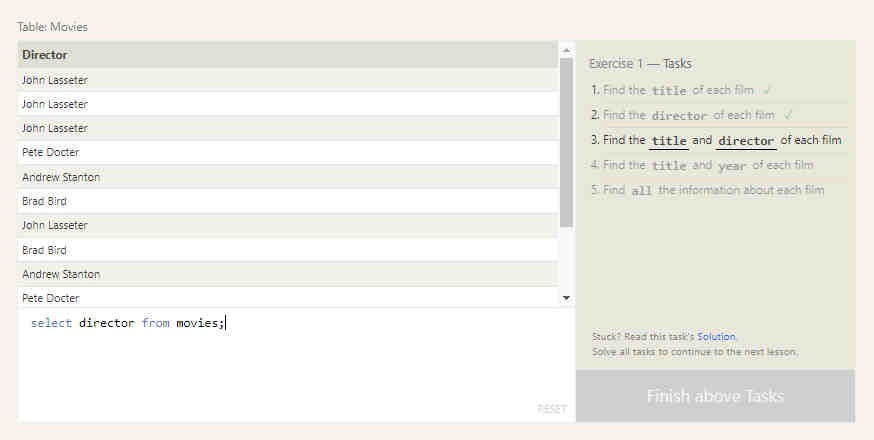 Table: Movies
Director
John Lasseter
John Lasseter
John Lasseter
Pete Docter
Andrew Stanton
Brad Bird
John Lasseter
Brad Bird
Andrew Stanton
Pete Docter
select director from movies;
RESET
Exercise 1 — Tasks
1. Find the title of each film ✓
2. Find the director of each film ✓
3. Find the title and director of each film
4. Find the title and year of each film
5. Find all the information about each film
Stuck? Read this task's Solution.
Solve all tasks to continue to the next lesson.
Finish above Tasks